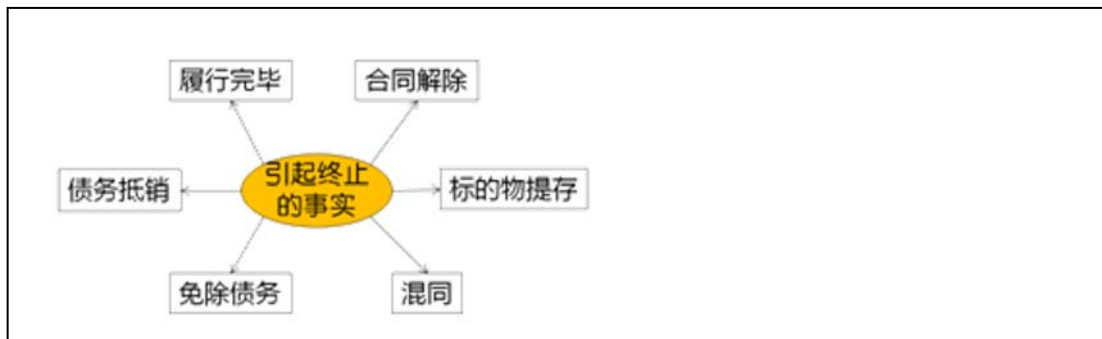 履行完毕
合同解除
债务抵销
引起终止
的事实
标的物提存
免除债务
混同